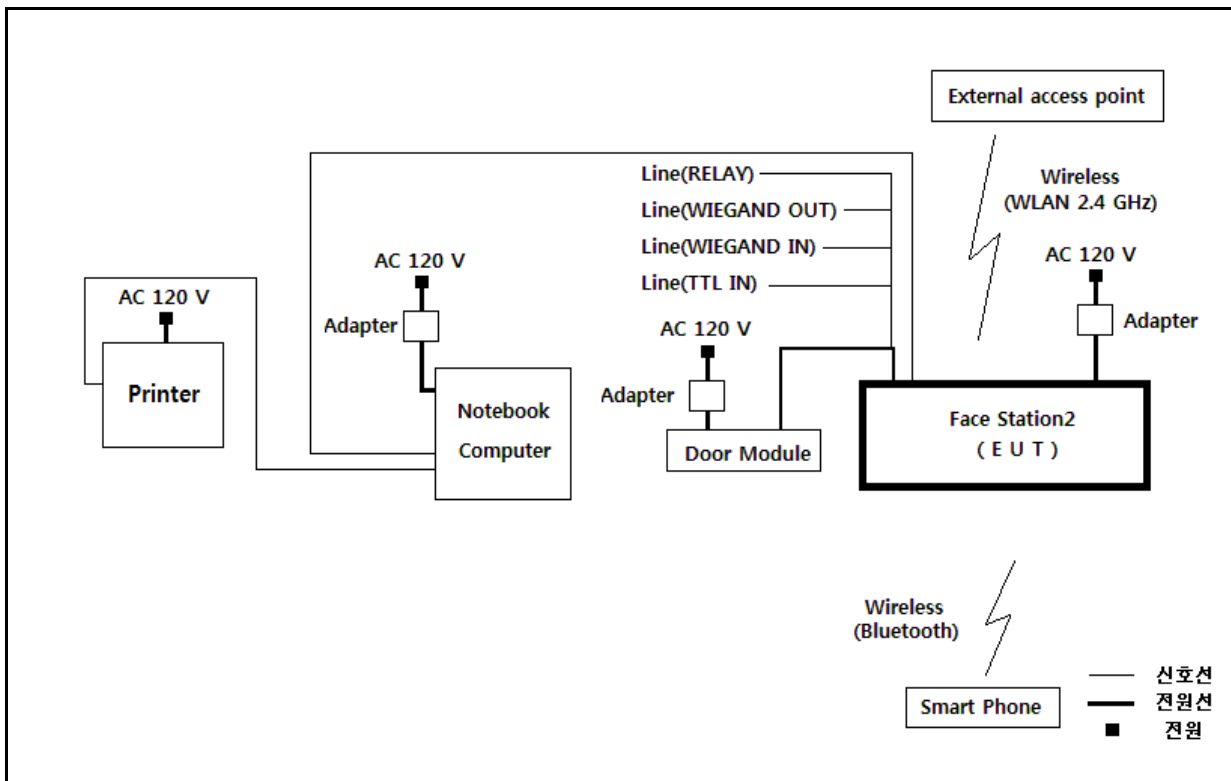 External access point
Line(RELAY)
Wireless
(WLAN 2.4 GHz)
Line(WIEGAND OUT)
Line(WIEGAND IN)
AC 120 V
AC 120 V
Line(TTL IN)
AC 120 V
Adapter
Adapter
AC 120 V
Printer
Adapter
Notebook
Computer
Face Station2
( E U T )
Door Module
Wireless
(Bluetooth)
신호선
Smart Phone
전원선
전원